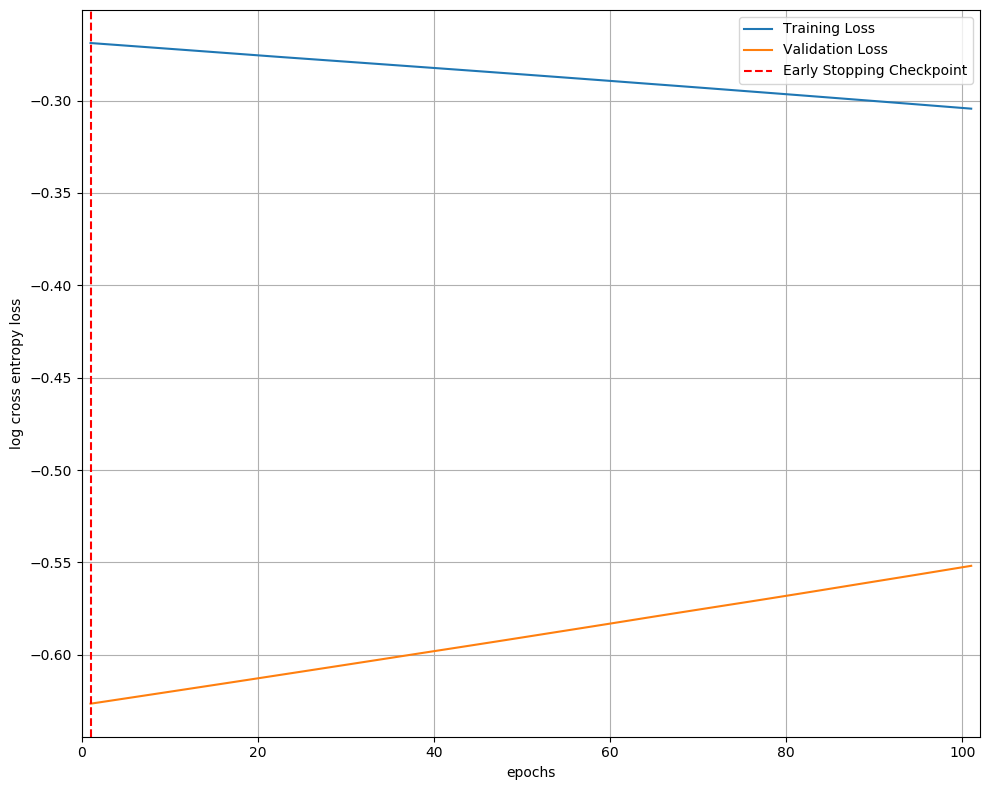 Training Loss
Validation Loss
Early Stopping Checkpoint
−0.30
−0.35
−0.40
−0.45
−0.50
−0.55
−0.60
log cross entropy loss
0 20 40 60 80 100
epochs